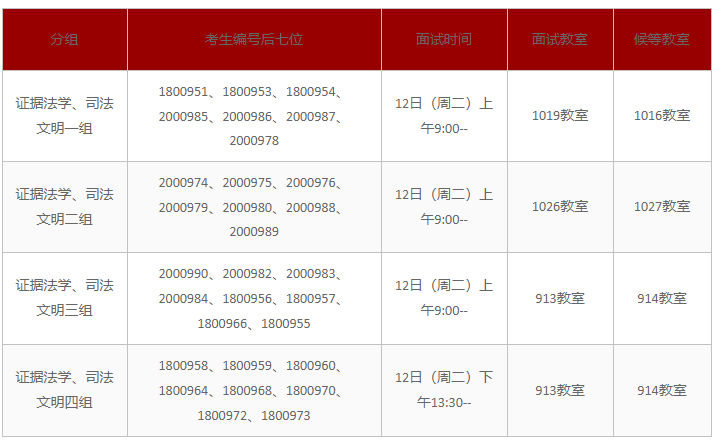 分组 考生编号后七位 面试时间 面试教室 候等教室
证据法学、司法
文明一组
1800951、1800953、1800954、
2000985、2000986、2000987、
2000978
12日（周二）上
午9:00--
1019教室
1016教室
证据法学、司法
文明二组
2000974、2000975、2000976、
2000979、2000980、2000988、
2000989
12日（周二）上
午9:00--
1026教室
1027教室
证据法学、司法
文明三组
2000990、2000982、2000983、
2000984、1800956、1800957、
1800966、1800955
12日（周二）上
午9:00--
913教室
914教室
证据法学、司法
文明四组
1800958、1800959、1800960、
1800964、1800968、1800970、
1800972、1800973
12日（周二）下
午13:30--
913教室
914教室